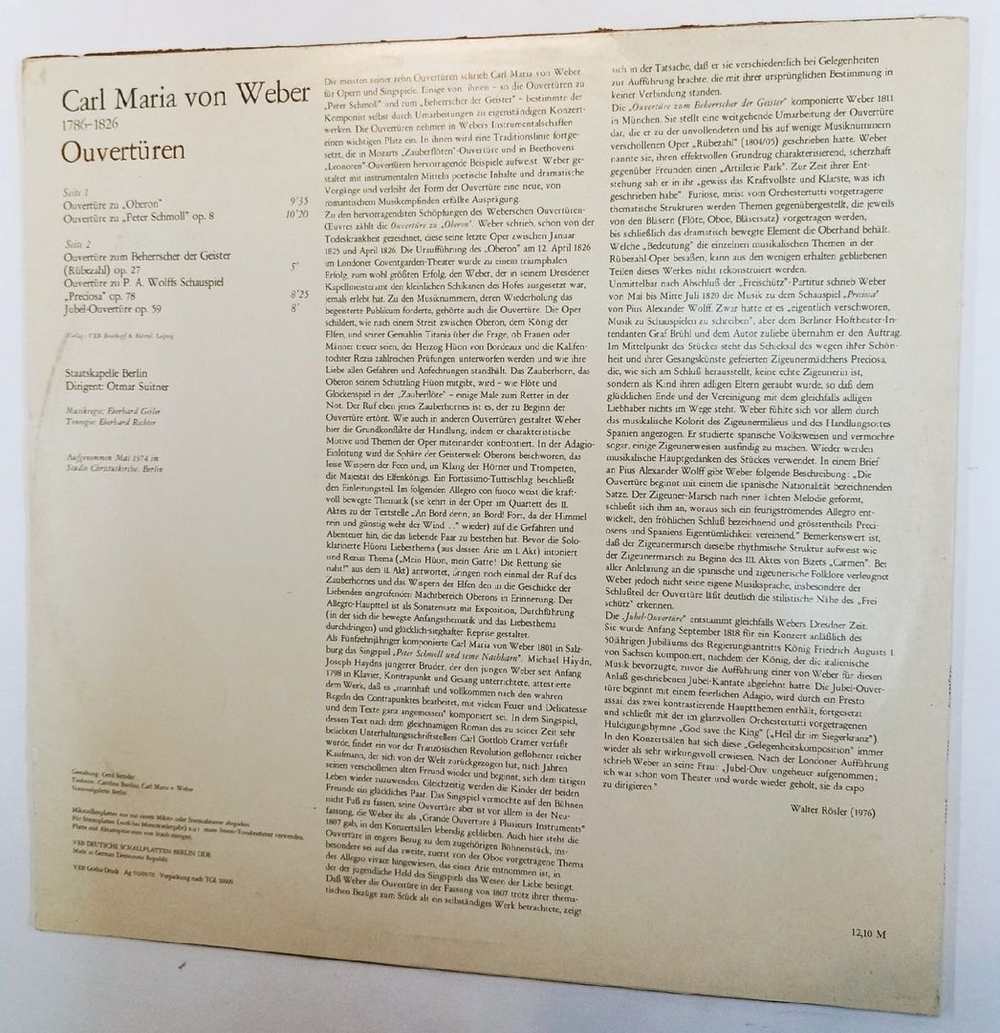 Carl Maria von Weber
1786–1826
Ouvertüren
Seite 1
Ouvertüre zu „Oberon“ 9'35
Ouvertüre zu „Peter Schmoll“ op. 8 10'20
Seite 2
Ouvertüre zum Beherrscher der Geister
(Rübezahl) op. 27 5'
Ouvertüre zu P. A. Wolffs Schauspiel
„Preciosa“ op. 78 8'25
Jubel-Ouvertüre op. 59 8'
Staatskapelle Berlin
Dirigent: Otmar Suitner
Musikregie: Eberhard Geiler
Tonregie: Eberhard Richter
Aufgenommen Mai 1974 im
Studio Christuskirche, Berlin
VEB DEUTSCHE SCHALLPLATTEN BERLIN DDR
Made in German Democratic Republic
Die meisten seiner zehn Ouvertüren schrieb Carl Maria von Weber
für Opern und Singspiele. Einige von ihnen – so die Ouvertüren zu
„Peter Schmoll“ und zum „Beherrscher der Geister“ – bestimmte der
Komponist selbst durch Umarbeitungen zu eigenständigen Konzert-
werken. Die Ouvertüren nehmen in Webers Instrumentalschaffen
einen wichtigen Platz ein. In ihnen wird eine Traditionslinie fortge-
setzt, die in Mozarts „Zauberflöten“-Ouvertüre und in Beethovens
„Leonoren“-Ouvertüren hervorragende Beispiele aufweist. Weber ge-
staltet mit instrumentalen Mitteln poetische Inhalte und dramatische
Vorgänge und verleiht der Form der Ouvertüre eine neue, von
romantischem Musikempfinden erfüllte Ausprägung.
Zu den hervorragendsten Schöpfungen des Weberschen Ouvertüren-
Œuvres zählt die Ouvertüre zu „Oberon“. Weber schrieb, schon von der
Todeskrankheit gezeichnet, diese seine letzte Oper zwischen Januar
1825 und April 1826. Die Uraufführung des „Oberon“ am 12. April 1826
im Londoner Coventgarden-Theater wurde zu einem triumphalen
Erfolg, zum wohl größten Erfolg, den Weber, der in seinem Dresdener
Kapellmeisteramt den kleinlichen Schikanen des Hofes ausgesetzt war,
jemals erlebt hat. Zu den Musiknummern, deren Wiederholung das
begeisterte Publicum forderte, gehörte auch die Ouvertüre. Die Oper
schildert, wie nach einem Streit zwischen Oberon, dem König der
Elfen, und seiner Gemahlin Titania über die Frage, ob Frauen oder
Männer treuer seien, der Herzog Hüon von Bordeaux und die Kalifen-
tochter Rezia zahlreichen Prüfungen unterworfen werden und wie ihre
Liebe allen Gefahren und Anfechtungen standhält. Das Zauberhorn, das
Oberon seinem Schützling Hüon mitgibt, wird – wie Flöte und
Glockenspiel in der „Zauberflöte“ – einige Male zum Retter in der
Not. Der Ruf eben jenes Zauberhornes ist es, der zu Beginn der
Ouvertüre ertönt. Wie auch in anderen Ouvertüren gestaltet Weber
hier die Grundkonflikte der Handlung, indem er charakteristische
Motive und Themen der Oper miteinander konfrontiert. In der Adagio-
Einleitung wird die Sphäre der Geisterwelt Oberons beschworen, das
leise Wispern der Feen und, im Klang der Hörner und Trompeten,
die Majestät des Elfenkönigs. Ein Fortissimo-Tuttischlag beschließt
den Einleitungsteil. Im folgenden Allegro con fuoco weist die kraft-
voll bewegte Thematik (sie kehrt in der Oper im Quartett des II.
Aktes zu der Textstelle „An Bord denn, an Bord! Fort, da der Himmel
rein und günstig weht der Wind . .“ wieder) auf die Gefahren und
Abenteuer hin, die das liebende Paar zu bestehen hat. Bevor die Solo-
klarinette Hüons Liebesthema (aus dessen Arie im I. Akt) intoniert
und Rezias Thema („Mein Hüon, mein Gatte! Die Rettung sie
naht!“ aus dem II. Akt) antwortet, dringen noch einmal der Ruf des
Zauberhornes und das Wispern der Elfen den in die Geschicke der
Liebenden eingreifenden Machtbereich Oberons in Erinnerung. Der
Allegro-Hauptteil ist als Sonatensatz mit Exposition, Durchführung
(in der sich die bewegte Anfangsthematik und das Liebesthema
durchdringen) und glücklich-sieghafter Reprise gestaltet.
Als Fünfzehnjähriger komponierte Carl Maria von Weber 1801 in Salz-
burg das Singspiel „Peter Schmoll und seine Nachbarn“. Michael Haydn,
Joseph Haydns jüngerer Bruder, der den jungen Weber seit Anfang
1798 in Klavier, Kontrapunkt und Gesang unterrichtete, attestierte
dem Werk, daß es „mannhaft und vollkommen nach den wahren
Regeln des Contrapunktes bearbeitet, mit vielem Feuer und Delicatesse
und dem Texte ganz angemessen“ komponiert sei. In dem Singspiel,
dessen Text nach dem gleichnamigen Roman des zu seiner Zeit sehr
beliebten Unterhaltungsschriftstellers Carl Gottlob Cramer verfaßt
wurde, findet ein vor der Französischen Revolution geflohener reicher
Kaufmann, der sich von der Welt zurückgezogen hat, nach Jahren
seinen verschollenen alten Freund wieder und beginnt, sich dem tätigen
Leben wieder zuzuwenden. Gleichzeitig werden die Kinder der beiden
Freunde ein glückliches Paar. Das Singspiel vermochte auf den Bühnen
nicht Fuß zu fassen, seine Ouvertüre aber ist vor allem in der Neu-
fassung, die Weber ihr als „Grande Ouverture à Plusieurs Instruments“
1807 gab, in den Konzertsälen lebendig geblieben. Auch hier steht die
Ouvertüre in engem Bezug zu dem zugehörigen Bühnenstück, ins-
besondere sei auf das zweite, zuerst von der Oboe vorgetragene Thema
des Allegro vivace hingewiesen, das einer Arie entnommen ist, in
der der jugendliche Held des Singspiels das Wesen der Liebe besingt.
Daß Weber die Ouvertüre in der Fassung von 1807 trotz ihrer thema-
tischen Bezüge zum Stück als ein selbständiges Werk betrachtete, zeigt
sich in der Tatsache, daß er sie verschiedentlich bei Gelegenheiten
zur Aufführung brachte, die mit ihrer ursprünglichen Bestimmung in
keiner Verbindung standen.
Die „Ouvertüre zum Beherrscher der Geister“ komponierte Weber 1811
in München. Sie stellt eine weitgehende Umarbeitung der Ouvertüre
dar, die er zu der unvollendeten und bis auf wenige Musiknummern
verschollenen Oper „Rübezahl“ (1804/05) geschrieben hatte. Weber
nannte sie, ihren effektvollen Grundzug charakterisierend, scherzhaft
gegenüber Freunden einen „Artillerie Park“. Zur Zeit ihrer Ent-
stehung sah er in ihr „gewiss das Kraftvollste und Klarste, was ich
geschrieben habe“. Furiose, meist vom Orchestertutti vorgetragene
thematische Strukturen werden Themen gegenübergestellt, die jeweils
von den Bläsern (Flöte, Oboe, Bläsersatz) vorgetragen werden,
bis schließlich das dramatisch bewegte Element die Oberhand behält.
Welche „Bedeutung“ die einzelnen musikalischen Themen in der
Rübezahl-Oper besaßen, kann aus den wenigen erhalten gebliebenen
Teilen dieses Werkes nicht rekonstruiert werden.
Unmittelbar nach Abschluß der „Freischütz“-Partitur schrieb Weber
von Mai bis Mitte Juli 1820 die Musik zu dem Schauspiel „Preciosa“
von Pius Alexander Wolff. Zwar hatte er es „eigentlich verschworen,
Musik zu Schauspielen zu schreiben“, aber dem Berliner Hoftheater-In-
tendanten Graf Brühl und dem Autor zuliebe übernahm er den Auftrag.
Im Mittelpunkt des Stückes steht das Schicksal des wegen ihrer Schön-
heit und ihrer Gesangskünste gefeierten Zigeunermädchens Preciosa,
die, wie sich am Schluß herausstellt, keine echte Zigeunerin ist,
sondern als Kind ihren adligen Eltern geraubt wurde, so daß dem
glücklichen Ende und der Vereinigung mit dem gleichfalls adligen
Liebhaber nichts im Wege steht. Weber fühlte sich vor allem durch
das musikalische Kolorit des Zigeunermilieus und des Handlungsortes
Spanien angezogen. Er studierte spanische Volksweisen und vermochte
sogar, einige Zigeunerweisen ausfindig zu machen. Wieder werden
musikalische Hauptgedanken des Stückes verwendet. In einem Brief
an Pius Alexander Wolff gibt Weber folgende Beschreibung: „Die
Ouvertüre beginnt mit einem die spanische Nationalität bezeichnenden
Satze. Der Zigeuner-Marsch nach einer ächten Melodie geformt,
schließt sich ihm an, woraus sich ein feurigströmendes Allegro ent-
wickelt, den fröhlichen Schluß bezeichnend und grösstentheils Preci-
osens und Spaniens Eigentümlichkeit vereinend.“ Bemerkenswert ist,
daß der Zigeunermarsch dieselbe rhythmische Struktur aufweist wie
der Zigeunermarsch zu Beginn des III. Aktes von Bizets „Carmen“. Bei
aller Anlehnung an die spanische und zigeunerische Folklore verleugnet
Weber jedoch nicht seine eigene Musiksprache, insbesondere der
Schlußteil der Ouvertüre läßt deutlich die stilistische Nähe des „Frei
schütz“ erkennen.
Die „Jubel-Ouvertüre“ entstammt gleichfalls Webers Dresdner Zeit.
Sie wurde Anfang September 1818 für ein Konzert anläßlich des
50jährigen Jubiläums des Regierungsantritts König Friedrich Augusts I.
von Sachsen komponiert, nachdem der König, der die italienische
Musik bevorzugte, zuvor die Aufführung einer von Weber für diesen
Anlaß geschriebenen Jubel-Kantate abgelehnt hatte. Die Jubel-Ouver-
türe beginnt mit einem feierlichen Adagio, wird durch ein Presto
assai, das zwei kontrastierende Hauptthemen enthält, fortgesetzt
und schließt mit der im glanzvollen Orchestertutti vorgetragenen
Huldigungshymne „God save the King“ („Heil dir im Siegerkranz“).
In den Konzertsälen hat sich diese „Gelegenheitskomposition“ immer
wieder als sehr wirkungsvoll erwiesen. Nach der Londoner Aufführung
schrieb Weber an seine Frau: „Jubel-Ouv. ungeheuer aufgenommen;
ich war schon vom Theater und wurde wieder geholt, sie da capo
zu dirigieren“
Walter Rösler (1976)
12,10 M